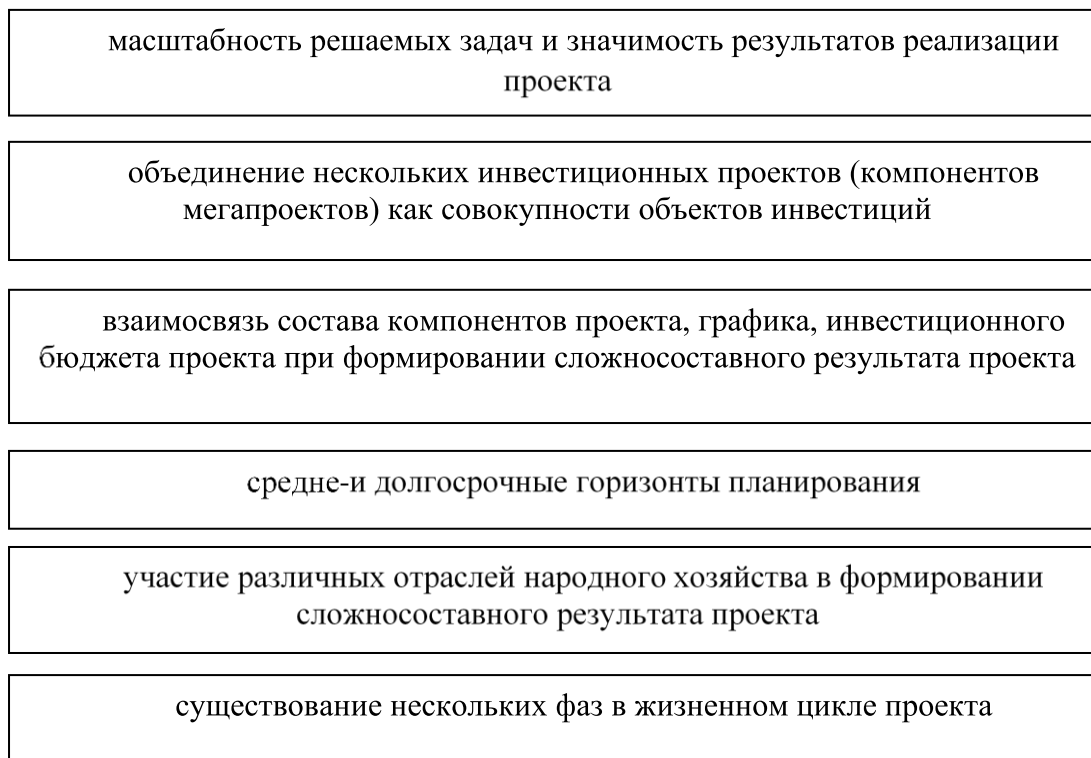 масштабность решаемых задач и значимость результатов реализации
проекта
объединение нескольких инвестиционных проектов (компонентов
мегапроектов) как совокупности объектов инвестиций
взаимосвязь состава компонентов проекта, графика, инвестиционного
бюджета проекта при формировании сложносоставного результата проекта
средне-и долгосрочные горизонты планирования
участие различных отраслей народного хозяйства в формировании
сложносоставного результата проекта
существование нескольких фаз в жизненном цикле проекта